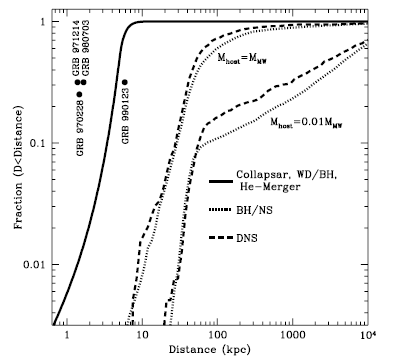 1
0.1
0.01
Fraction (D<Distance)
GRB 971214
GRB 980703
GRB 970228
GRB 990123
M_host=M_MW
M_host=0.01M_MW
Collapsar, WD/BH,
He-Merger
BH/NS
DNS
1 10 100 1000 10⁴
Distance (kpc)